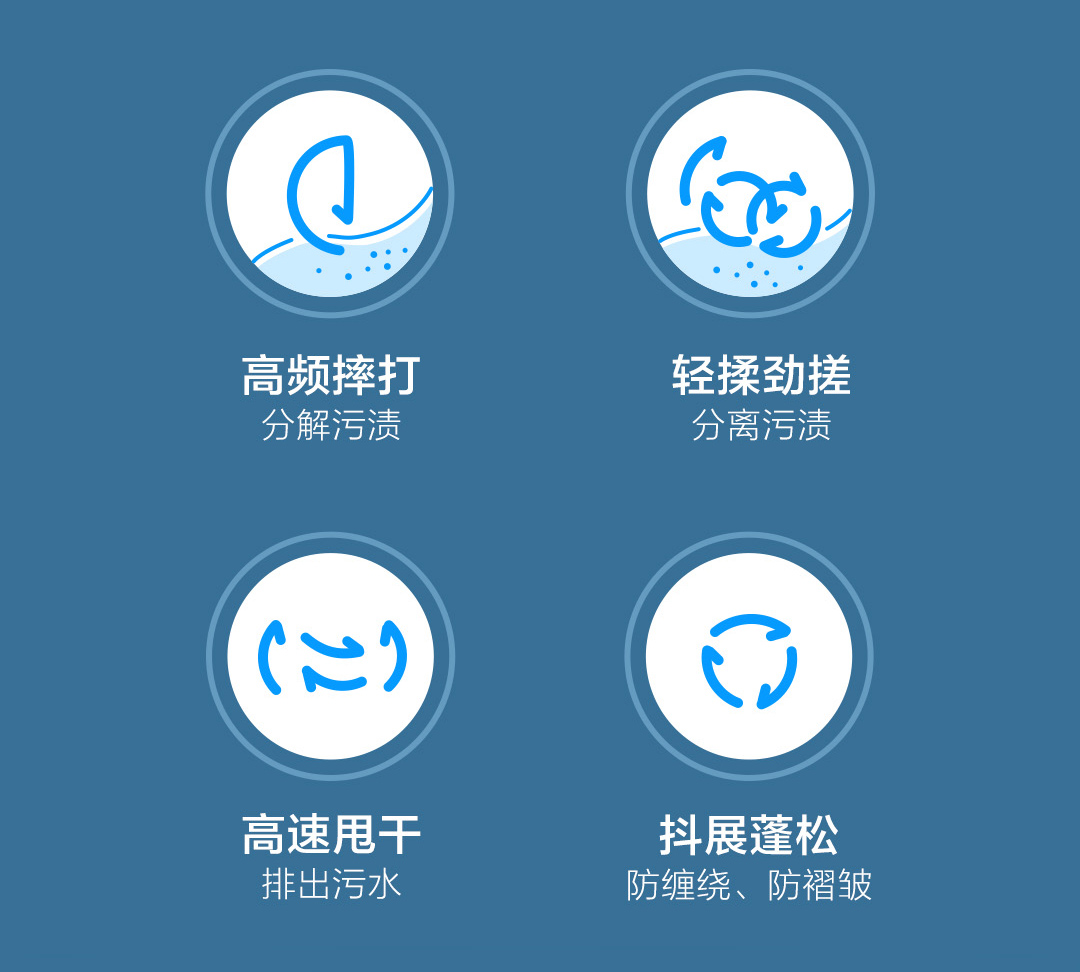 高频摔打
分解污渍
轻揉劲搓
分离污渍
高速甩干
排出污水
抖展蓬松
防缠绕、防褶皱